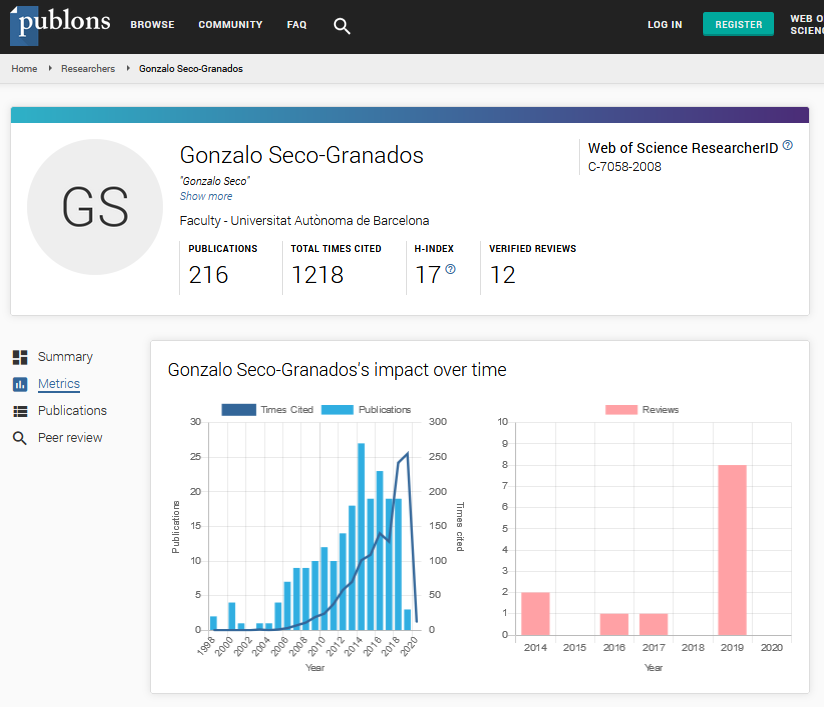 publons BROWSE COMMUNITY FAQ LOG IN REGISTER WEB O
SCIEN
Home Researchers Gonzalo Seco-Granados
GS
Gonzalo Seco-Granados
"Gonzalo Seco"
Show more
Faculty - Universitat Autònoma de Barcelona
Web of Science ResearcherID ?
C-7058-2008
PUBLICATIONS TOTAL TIMES CITED H-INDEX VERIFIED REVIEWS
216 1218 17 ? 12
Summary
Metrics
Publications
Peer review
Gonzalo Seco-Granados's impact over time
Times Cited Publications
30 300
25 250
20 200
15 150
10 100
5 50
0 0
Publications
Times cited
1998 2000 2002 2004 2006 2008 2010 2012 2014 2016 2018 2020
Year
Reviews
10
9
8
7
6
5
4
3
2
1
0
2014 2015 2016 2017 2018 2019 2020
Year